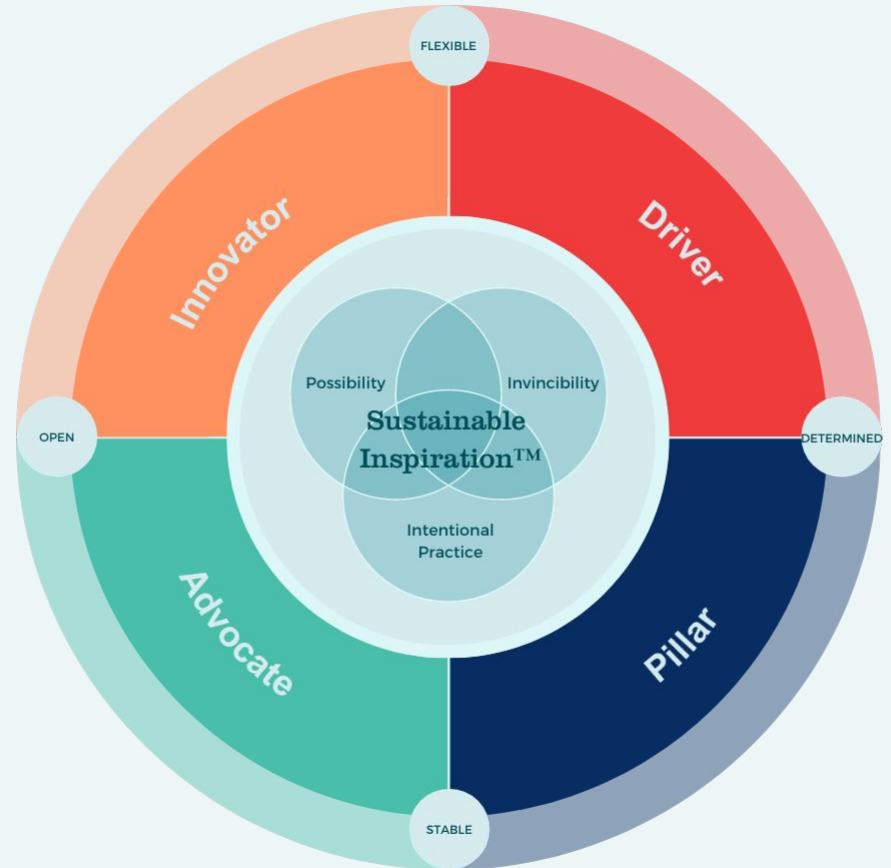 FLEXIBLE
Innovator
Driver
Possibility
Invincibility
Sustainable
Inspiration™
OPEN
DETERMINED
Intentional
Practice
Advocate
Pillar
STABLE